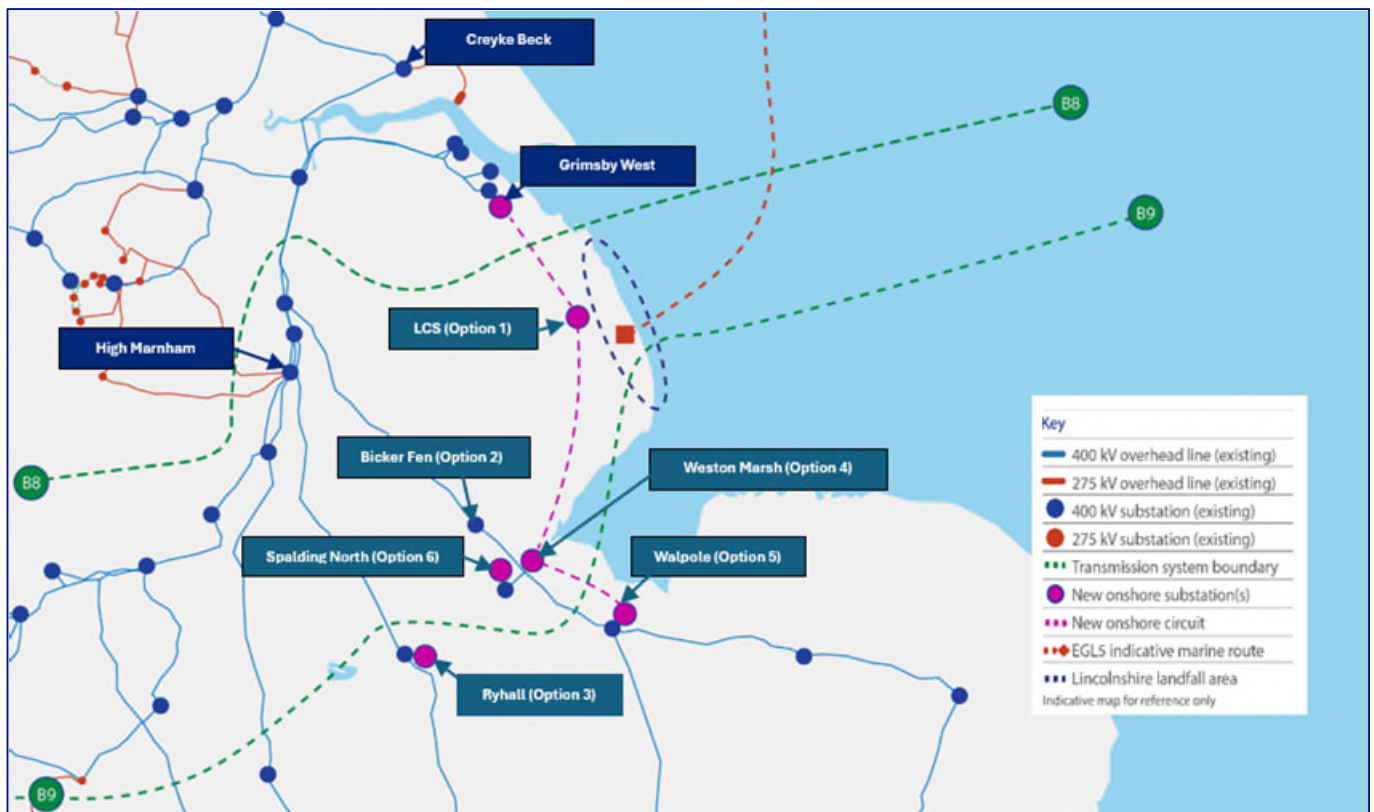 Creyke Beck
B8
Grimsby West
B9
LCS (Option 1)
High Marnham
Bicker Fen (Option 2)
Weston Marsh (Option 4)
B8
Spalding North (Option 6)
Walpole (Option 5)
Ryhall (Option 3)
B9
Key
400 kV overhead line (existing)
275 kV overhead line (existing)
400 kV substation (existing)
275 kV substation (existing)
Transmission system boundary
New onshore substation(s)
New onshore circuit
EGL5 indicative marine route
Lincolnshire landfall area
Indicative map for reference only